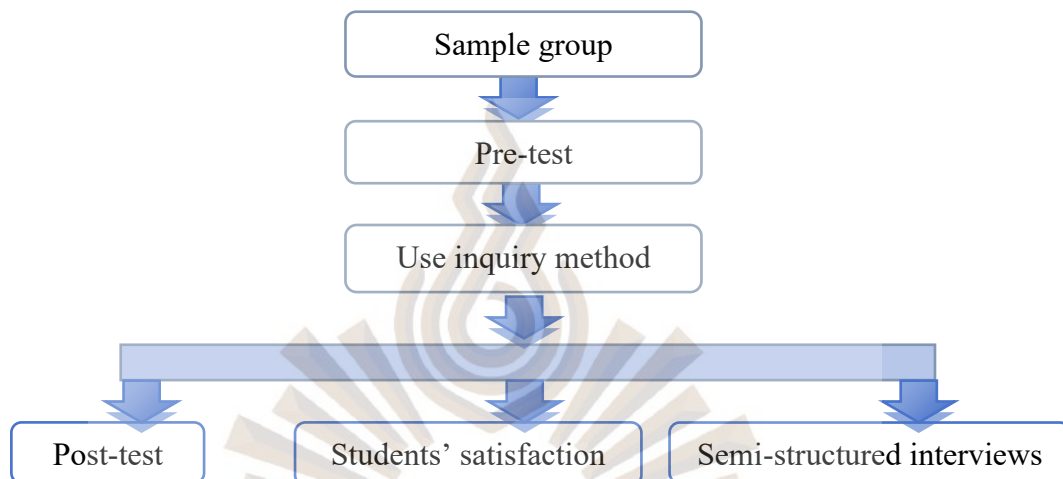 Sample group
Pre-test
Use inquiry method
Post-test
Students’ satisfaction
Semi-structured interviews